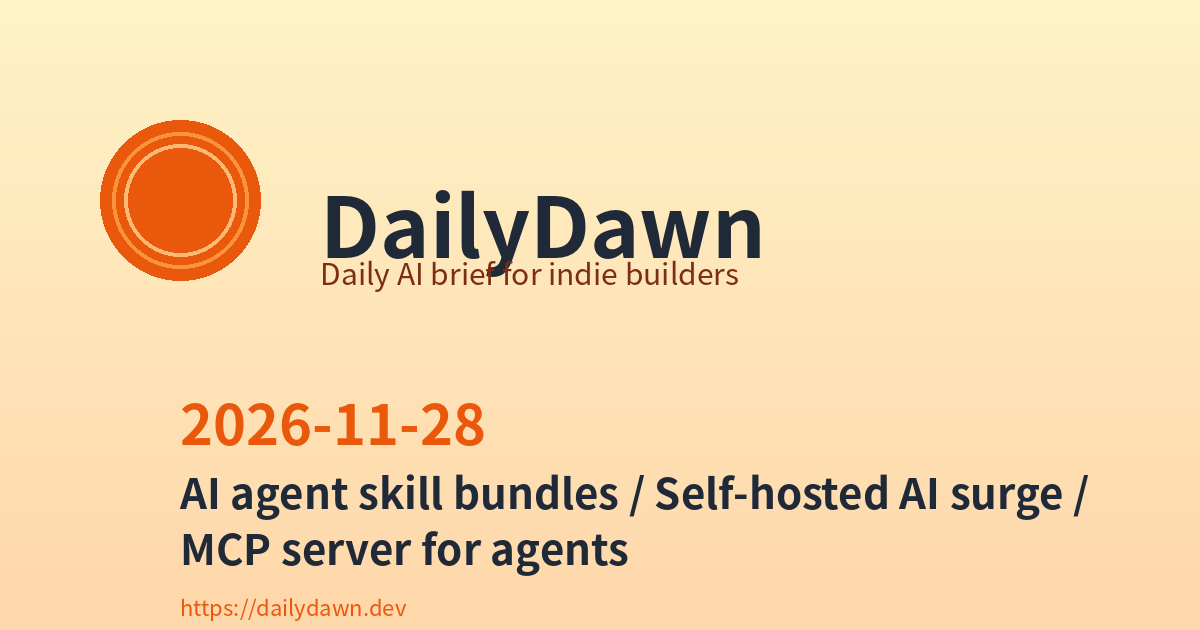 DailyDawn
Daily AI brief for indie builders
2026-11-28
AI agent skill bundles / Self-hosted AI surge /
MCP server for agents
https://dailydawn.dev